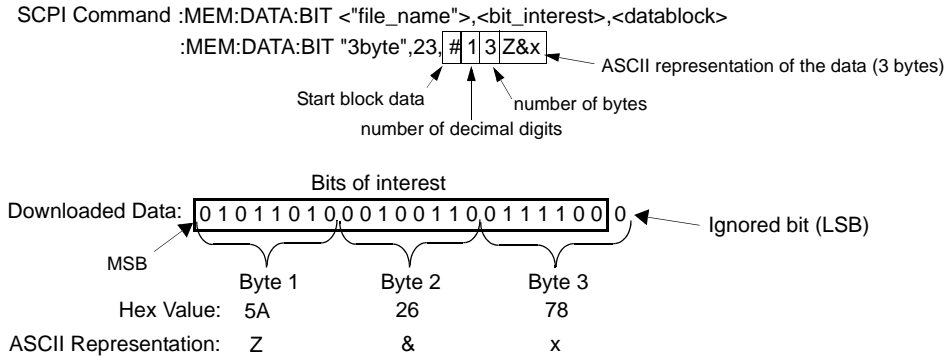 SCPI Command :MEM:DATA:BIT <"file_name">,<bit_interest>,<datablock>
:MEM:DATA:BIT "3byte",23, # 1 3 Z&x
ASCII representation of the data (3 bytes)
Start block data
number of bytes
number of decimal digits
Bits of interest
Downloaded Data: 0 1 0 1 1 0 1 0 0 0 1 0 0 1 1 0 0 1 1 1 1 0 0 0
Ignored bit (LSB)
MSB
Byte 1 Byte 2 Byte 3
Hex Value: 5A 26 78
ASCII Representation: Z & x